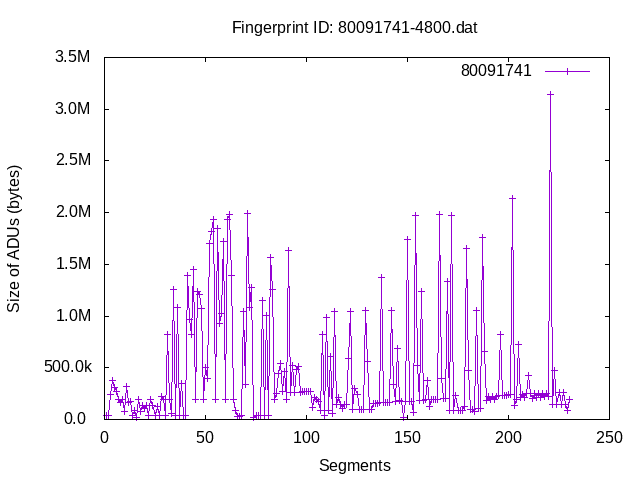 Fingerprint ID: 80091741-4800.dat
80091741
3.5M
3.0M
2.5M
2.0M
1.5M
1.0M
500.0k
0.0
Size of ADUs (bytes)
0 50 100 150 200 250
Segments